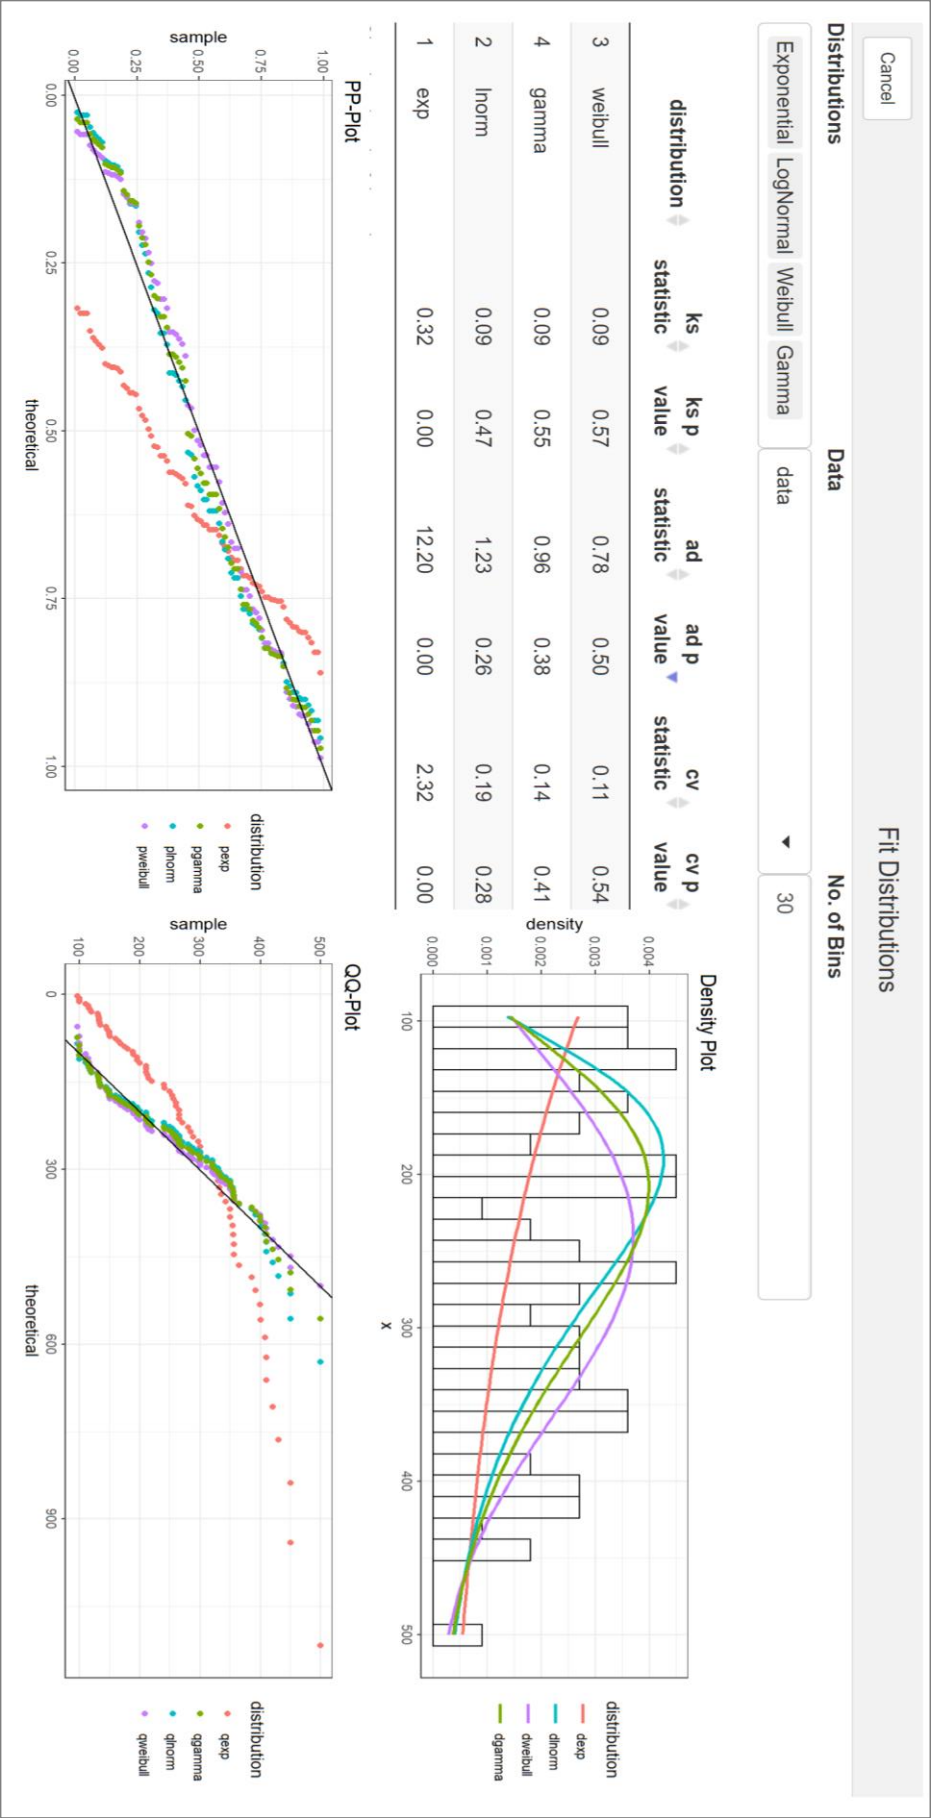 Cancel
Fit Distributions
Distributions
Data
No. of Bins
Exponential LogNormal Weibull Gamma
data
30
distribution
ks statistic
ks p value
ad statistic
ad p value
cv statistic
cv p value
3 weibull 0.09 0.57 0.78 0.50 0.11 0.54
4 gamma 0.09 0.55 0.96 0.38 0.14 0.41
2 lnorm 0.09 0.47 1.23 0.26 0.19 0.28
1 exp 0.32 0.00 12.20 0.00 2.32 0.00
Density Plot
density
0.004
0.003
0.002
0.001
0.000
100 200 300 400 500
x
distribution
dexp
dlnorm
dweibull
dgamma
PP-Plot
sample
1.00
0.75
0.50
0.25
0.00
0.00 0.25 0.50 0.75 1.00
theoretical
distribution
pexp
pgamma
plnorm
pweibull
QQ-Plot
sample
500
400
300
200
100
0 300 600 900
theoretical
distribution
qexp
qgamma
qlnorm
qweibull